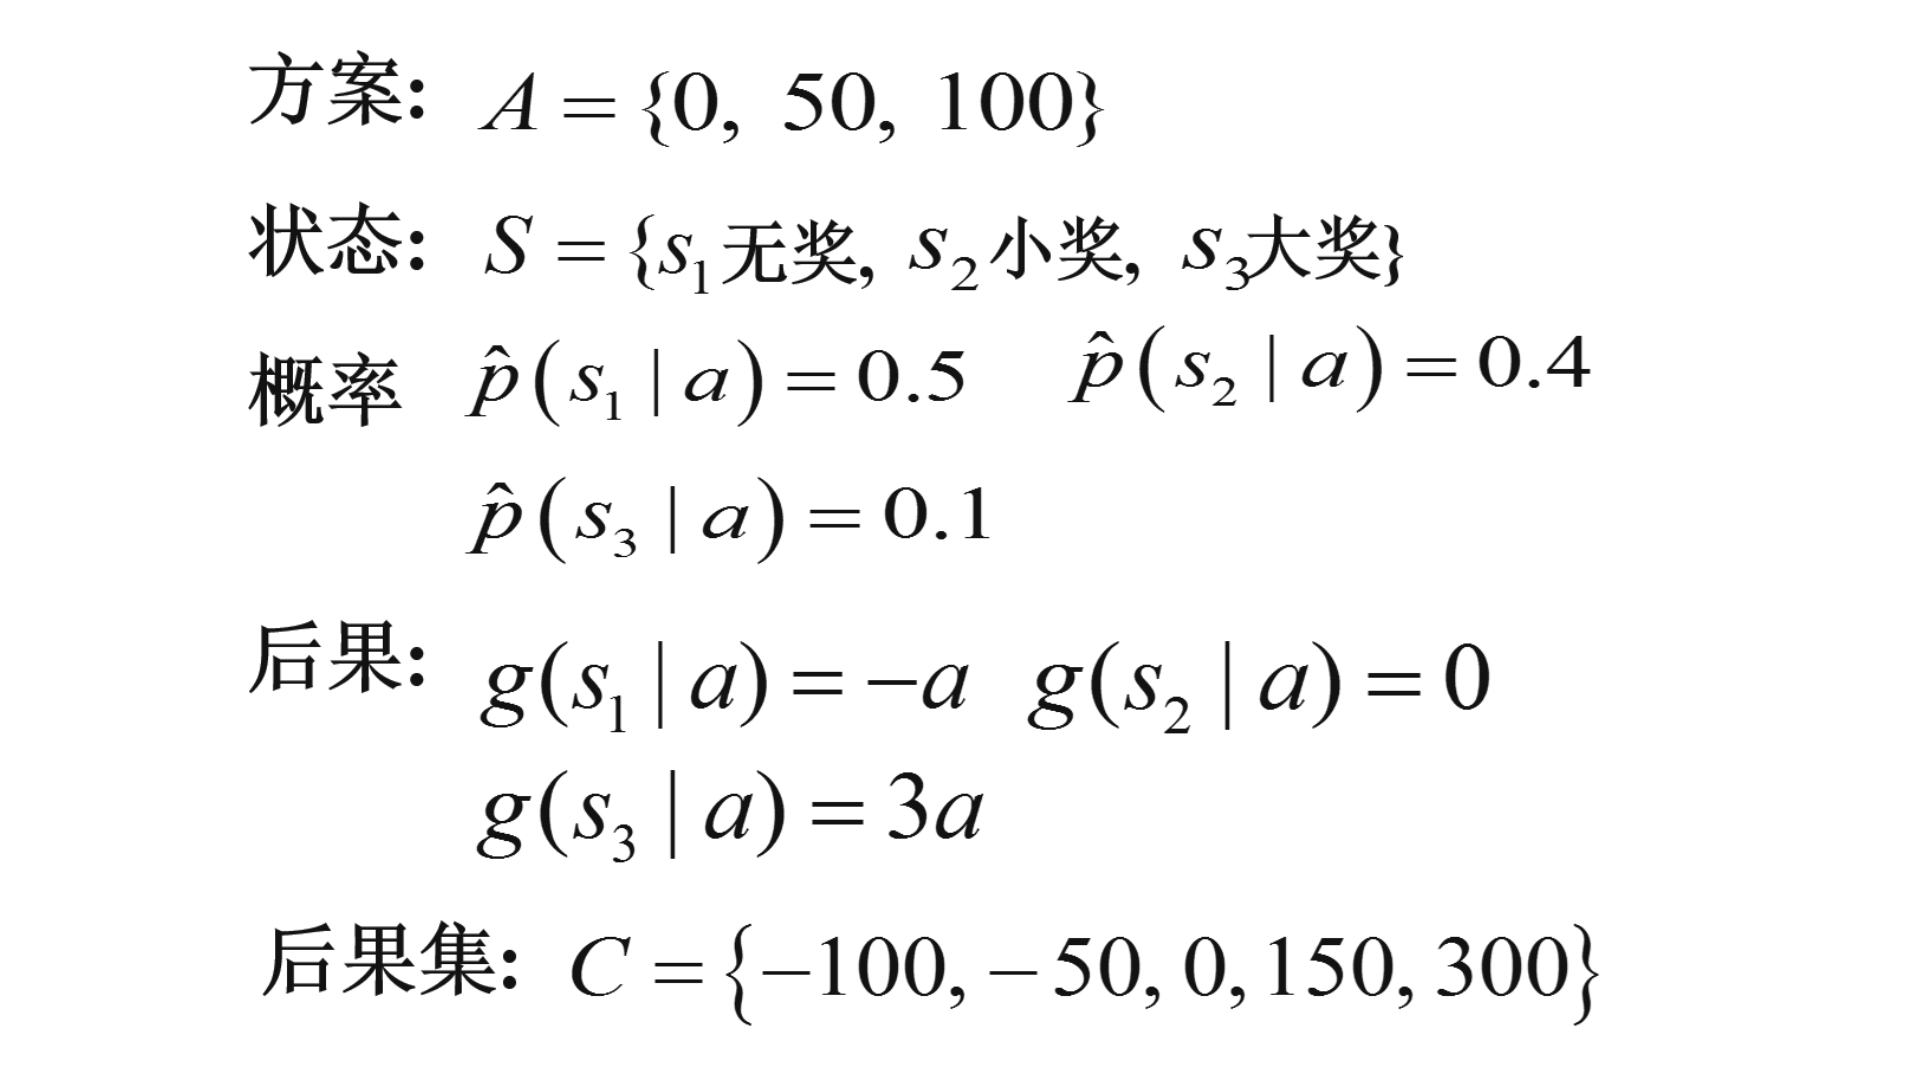 方案: A = {0, 50, 100}
状态: S = {s₁无奖, s₂小奖, s₃大奖}
概率 p̂(s₁ | a) = 0.5 p̂(s₂ | a) = 0.4
p̂(s₃ | a) = 0.1
后果: g(s₁ | a) = −a g(s₂ | a) = 0
g(s₃ | a) = 3a
后果集: C = {−100, −50, 0, 150, 300}